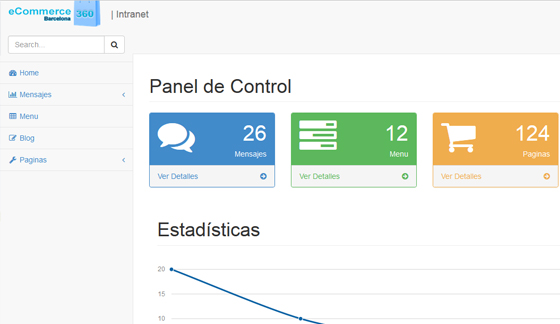 eCommerce
360
Barcelona
| Intranet
Search...
Home
Mensajes
Menu
Blog
Paginas
Panel de Control
26
Mensajes
Ver Detalles
12
Menu
Ver Detalles
124
Paginas
Ver Detalles
Estadísticas
20
15
10